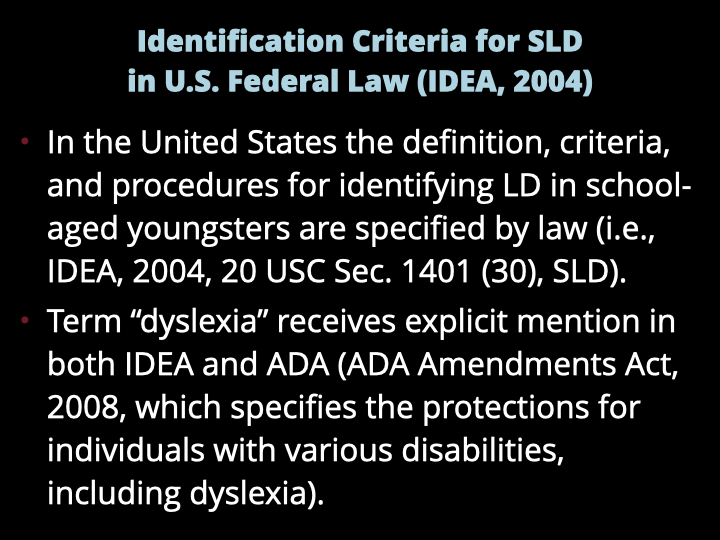 Identification Criteria for SLD
in U.S. Federal Law (IDEA, 2004)
• In the United States the definition, criteria,
and procedures for identifying LD in school-
aged youngsters are specified by law (i.e.,
IDEA, 2004, 20 USC Sec. 1401 (30), SLD).
• Term “dyslexia” receives explicit mention in
both IDEA and ADA (ADA Amendments Act,
2008, which specifies the protections for
individuals with various disabilities,
including dyslexia).